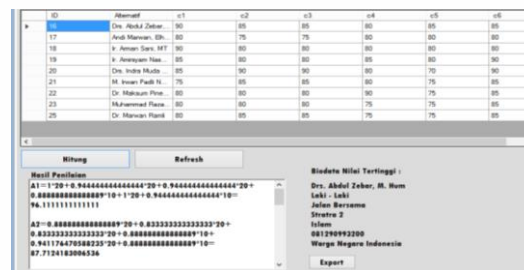 ID Alternatif c1 c2 c3 c4 c5 c6
16 Drs. Abdul Zebar... 90 85 85 80 85 85
17 Andi Marwan, Elh... 80 75 75 80 80 80
18 Ir. Arman Sani, MT 90 80 80 80 80 80
19 Ir. Amirsyam Nas... 85 80 80 80 80 90
20 Drs. Indra Muda ... 85 90 90 80 70 90
21 M. Irwan Padli N... 75 85 85 80 75 85
22 Dr. Maksum Pine... 80 80 80 90 75 85
23 Muhammad Raza... 80 80 80 75 75 85
25 Dr. Marwan Ramli 80 80 80 75 75 85
Hitung Refresh
Hasil Penilaian
A1=1*20+0.944444444444444*20+0.944444444444444*20+
0.888888888888889*10+1*20+0.944444444444444*10=
96.1111111111111
A2=0.888888888888889*20+0.833333333333333*20+
0.833333333333333*20+0.888888888888889*10+
0.941176470588235*20+0.888888888888889*10=
87.7124183006536
Biodata Nilai Tertinggi :
Drs. Abdul Zebar, M. Hum
Laki - Laki
Jalan Bersama
Stratra 2
Islam
081290993200
Warga Negara Indonesia
Export